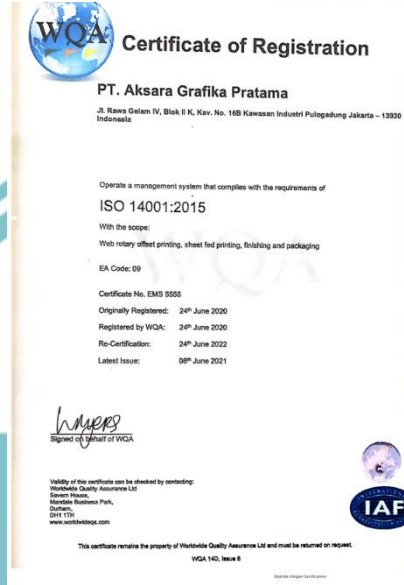 WQA
Certificate of Registration
PT. Aksara Grafika Pratama
Jl. Rawa Gelam IV, Blok II K, Kav. No. 16B Kawasan Industri Pulogadung Jakarta – 13930
Indonesia
Operate a management system that complies with the requirements of
ISO 14001:2015
With the scope:
Web rotary offset printing, sheet fed printing, finishing and packaging
WQA
EA Code: 09
Certificate No. EMS 5555
Originally Registered: 24th June 2020
Registered by WQA: 24th June 2020
Re-Certification: 24th June 2022
Latest Issue: 08th June 2021
Signed on behalf of WQA
Validity of this certificate can be checked by contacting:
Worldwide Quality Assurance Ltd
Severn House,
Mandale Business Park,
Durham,
DH1 1TH
www.worldwideqa.com
IAF
This certificate remains the property of Worldwide Quality Assurance Ltd and must be returned on request.
WQA 14D, Issue 8